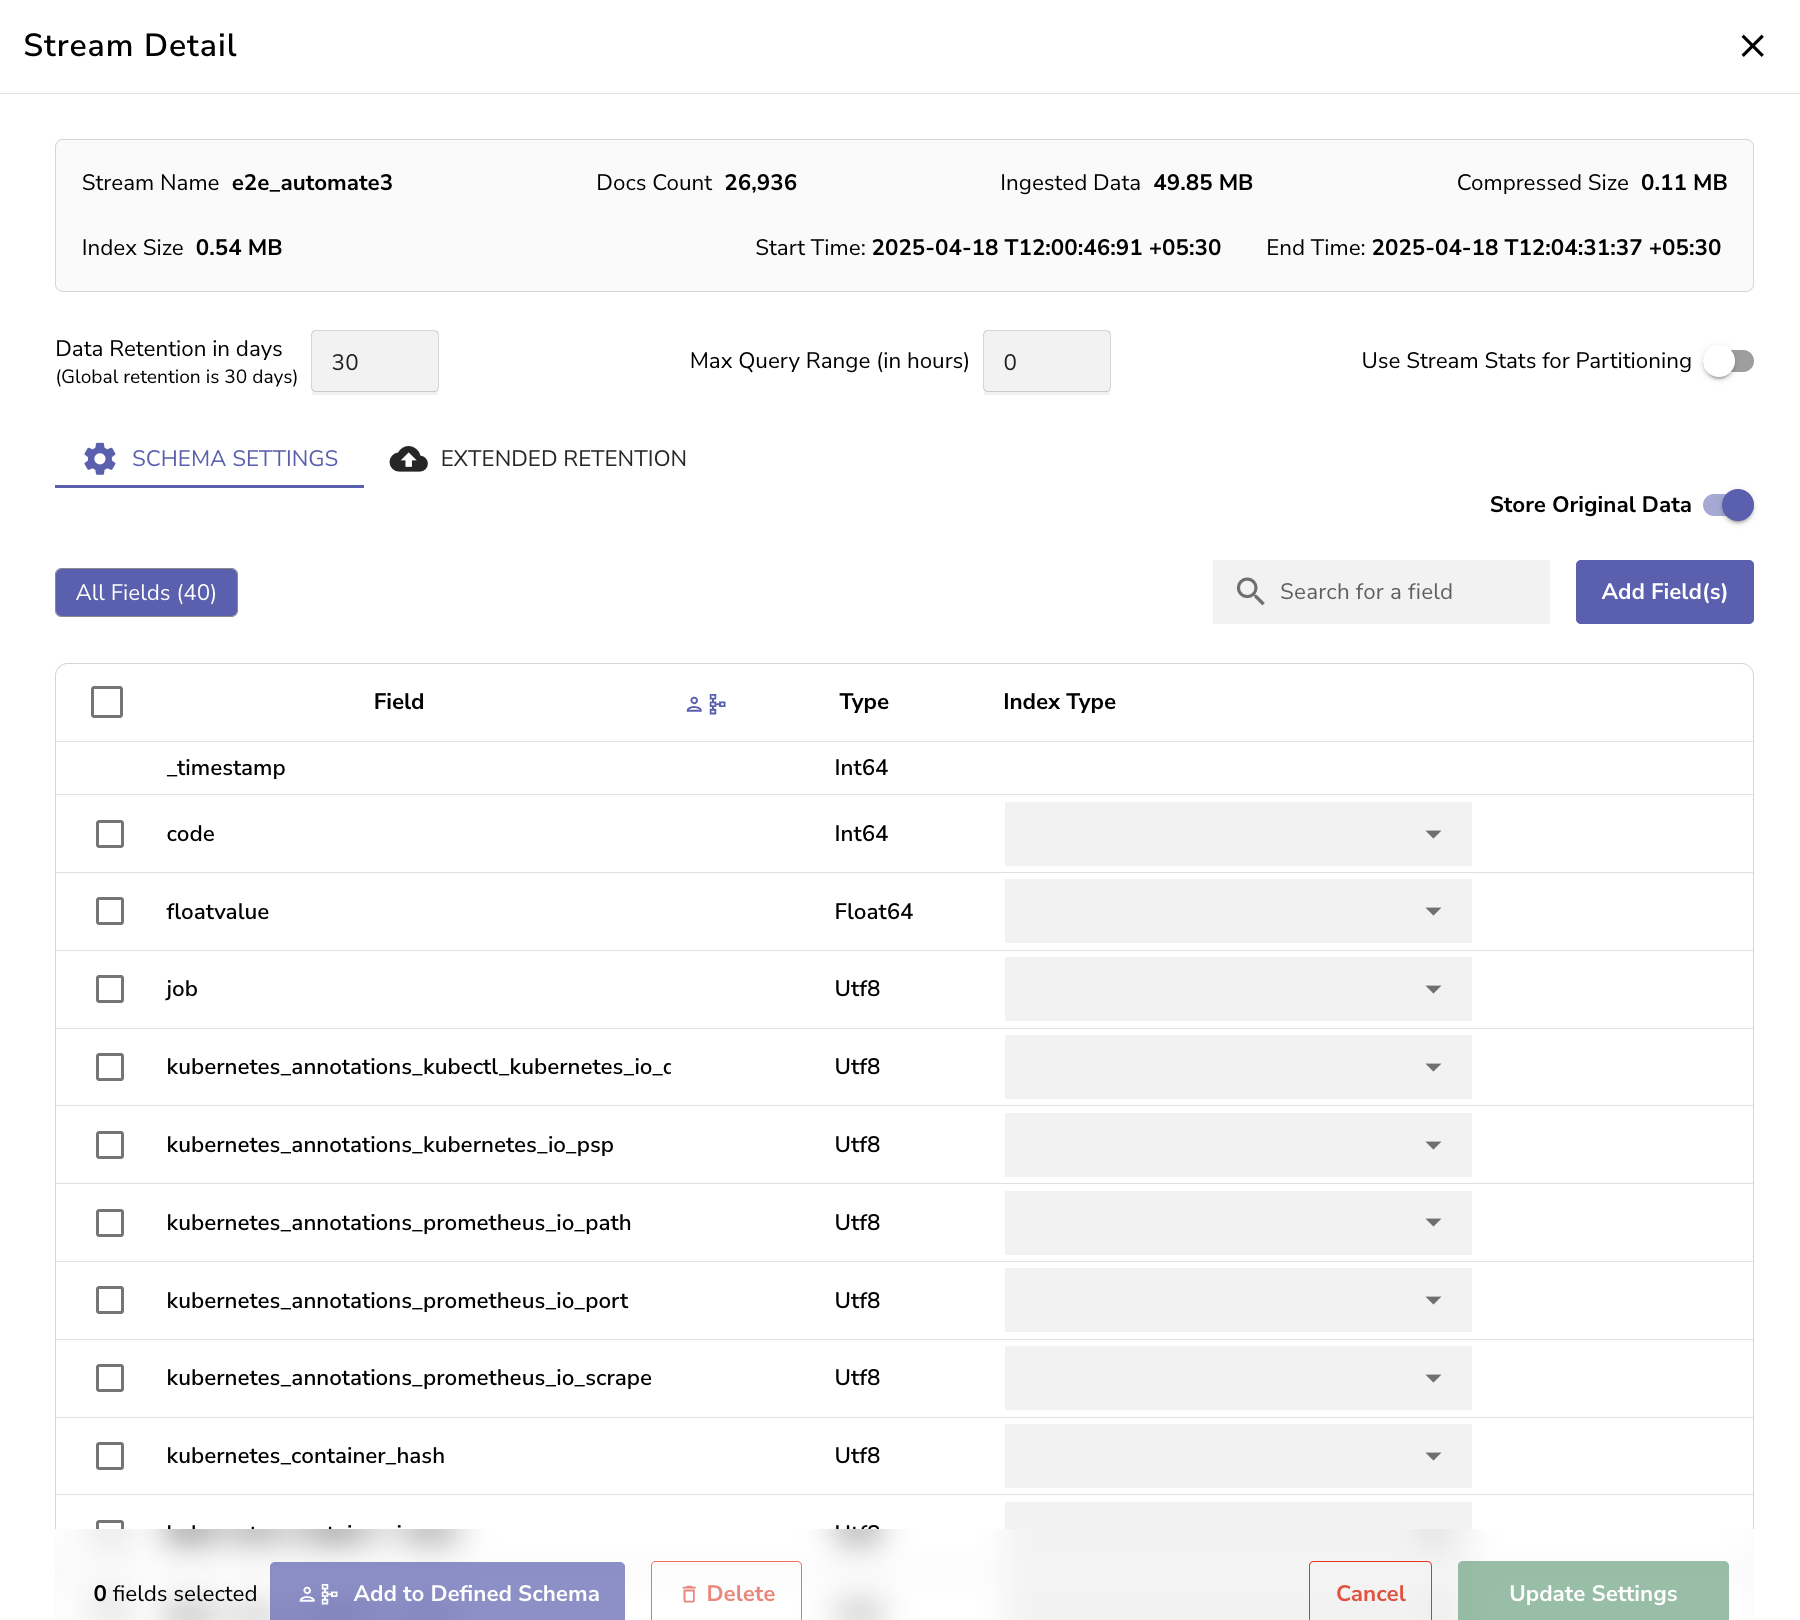 Stream Detail
Stream Name e2e_automate3 Docs Count 26,936 Ingested Data 49.85 MB Compressed Size 0.11 MB
Index Size 0.54 MB Start Time: 2025-04-18 T12:00:46:91 +05:30 End Time: 2025-04-18 T12:04:31:37 +05:30
Data Retention in days
(Global retention is 30 days)
30
Max Query Range (in hours) 0
Use Stream Stats for Partitioning
SCHEMA SETTINGS EXTENDED RETENTION
Store Original Data
All Fields (40) Search for a field Add Field(s)
Field Type Index Type
_timestamp Int64
code Int64
floatvalue Float64
job Utf8
kubernetes_annotations_kubectl_kubernetes_io_ Utf8
kubernetes_annotations_kubernetes_io_psp Utf8
kubernetes_annotations_prometheus_io_path Utf8
kubernetes_annotations_prometheus_io_port Utf8
kubernetes_annotations_prometheus_io_scrape Utf8
kubernetes_container_hash Utf8
0 fields selected Add to Defined Schema Delete Cancel Update Settings